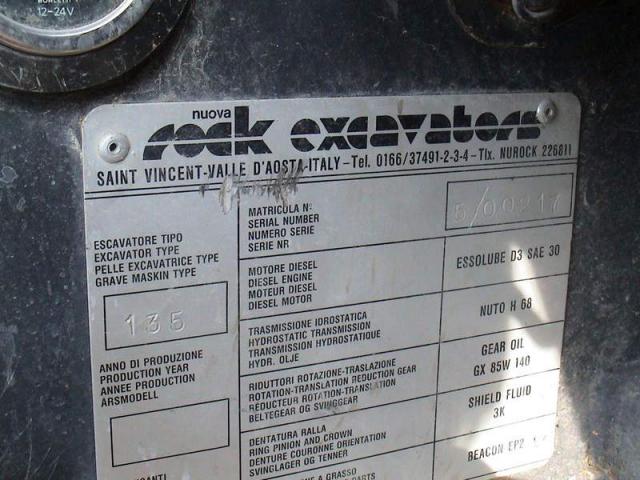 12-24V
nuova
rock excavators
SAINT VINCENT-VALLE D'AOSTA-ITALY-Tel. 0166/37491-2-3-4-Tlx. NUROCK 226811
ESCAVATORE TIPO
EXCAVATOR TYPE
PELLE EXCAVATRICE TYPE
GRAVE MASKIN TYPE
135
ANNO DI PRODUZIONE
PRODUCTION YEAR
ANNEE PRODUCTION
ARSMODELL
MATRICOLA Nº
SERIAL NUMBER
NUMERO SERIE
SERIE NR
5/00217
MOTORE DIESEL
DIESEL ENGINE
MOTEUR DIESEL
DIESEL MOTOR
ESSOLUBE D3 SAE 30
TRASMISSIONE IDROSTATICA
HYDROSTATIC TRANSMISSION
TRANSMISSION HYDROSTATIQUE
HYDR. OLJE
NUTO H 68
RIDUTTORI ROTAZIONE-TRASLAZIONE
ROTATION-TRANSLATION REDUCTION GEAR
REDUCTEUR ROTATION-TRANSLATION
BELTEGEAR OG SVINGGEAR
GEAR OIL
GX 85W 140
DENTATURA RALLA
RING PINION AND CROWN
DENTURE COURONNE ORIENTATION
SVINGLAGER OG TENNER
SHIELD FLUID
3K
A GRASSO
PARTS
BEACON EP2